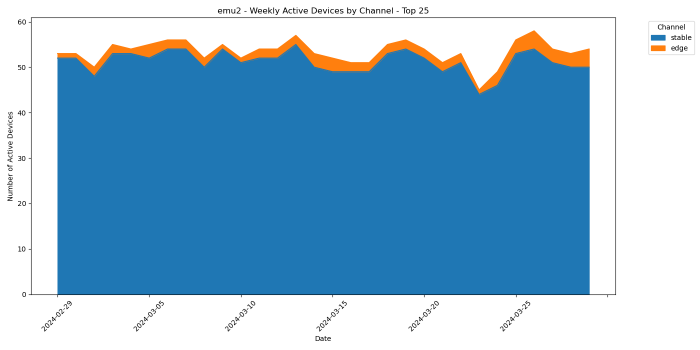 emu2 - Weekly Active Devices by Channel - Top 25
Number of Active Devices
60
50
40
30
20
10
0
2024-02-29
2024-03-05
2024-03-10
2024-03-15
2024-03-20
2024-03-25
Date
Channel
stable
edge